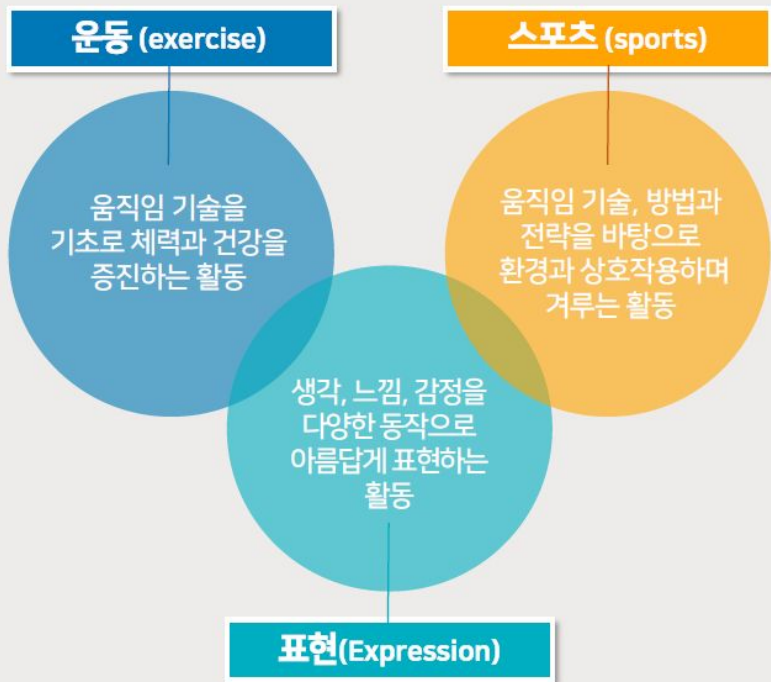 운동 (exercise)
움직임 기술을
기초로 체력과 건강을
증진하는 활동
스포츠 (sports)
움직임 기술, 방법과
전략을 바탕으로
환경과 상호작용하며
겨루는 활동
생각, 느낌, 감정을
다양한 동작으로
아름답게 표현하는
활동
표현(Expression)